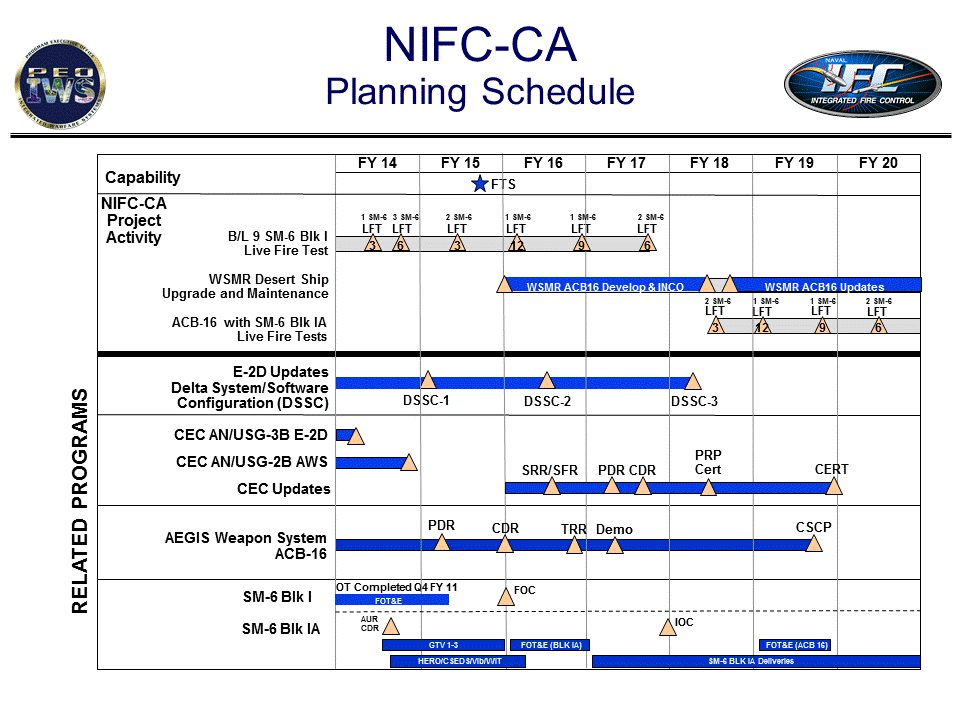 NIFC-CA
Planning Schedule
PROGRAM EXECUTIVE OFFICE
PEO
IWS
INTEGRATED WARFARE SYSTEMS
NAVAL
IFC
INTEGRATED FIRE CONTROL
FY 14 FY 15 FY 16 FY 17 FY 18 FY 19 FY 20
Capability
FTS
NIFC-CA
Project
Activity
1 SM-6 3 SM-6 2 SM-6 1 SM-6 1 SM-6 2 SM-6
LFT LFT LFT LFT LFT LFT
B/L 9 SM-6 Blk I
Live Fire Test
3 6 3 12 9 6
WSMR Desert Ship
Upgrade and Maintenance
WSMR ACB16 Develop & INCO WSMR ACB16 Updates
2 SM-6 1 SM-6 1 SM-6 2 SM-6
LFT LFT LFT LFT
ACB-16 with SM-6 Blk IA
Live Fire Tests
3 12 9 6
RELATED PROGRAMS
E-2D Updates
Delta System/Software
Configuration (DSSC)
DSSC-1 DSSC-2 DSSC-3
CEC AN/USG-3B E-2D
CEC AN/USG-2B AWS
CEC Updates
SRR/SFR PDR CDR PRP
Cert CERT
AEGIS Weapon System
ACB-16
PDR CDR TRR Demo CSCP
SM-6 Blk I
OT Completed Q4 FY 11
FOT&E
FOC
SM-6 Blk IA
AUR
CDR
IOC
GTV 1-3 FOT&E (BLK IA) FOT&E (ACB 16)
HERO/CSEDS/Vib/WIT SM-6 BLK IA Deliveries